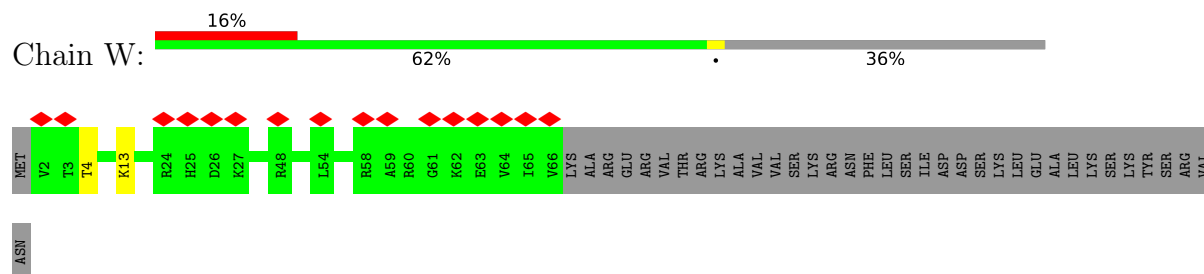 16%
Chain W:
62% • 36%
MET V2 T3 T4 K13 R24 H25 D26 K27 R48 L54 R58 A59 R60 G61 K62 E63 V64 I65 V66 LYS ALA ARG GLU ARG VAL THR ARG LYS ALA VAL VAL SER LYS ARG ASN PHE LEU SER ILE ASP ASP SER LYS LEU GLU ALA LEU LYS SER LYS TYR SER ARG VAL
ASN